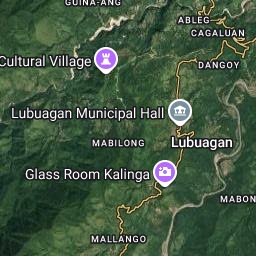 GUINA-ANG
ABLEG
CAGALUAN
Cultural Village
DANGOY
Lubuagan Municipal Hall
MABILONG
Lubuagan
Glass Room Kalinga
MABON
MALLANGO